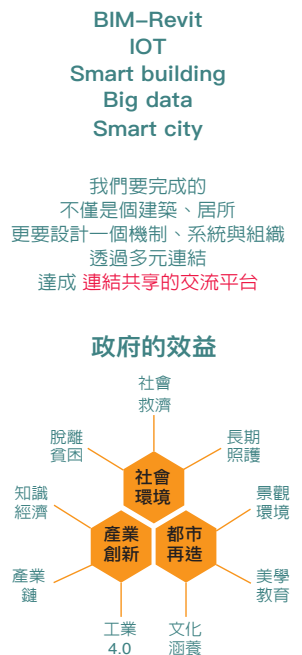 BIM–Revit
IOT
Smart building
Big data
Smart city
我們要完成的
不僅是個建築、居所
更要設計一個機制、系統與組織
透過多元連結
達成 連結共享的交流平台
政府的效益
社會
救濟
脫離
貧困
長期
照護
社會
環境
知識
經濟
景觀
環境
產業
創新
都市
再造
產業
鏈
美學
教育
工業
4.0
文化
涵養